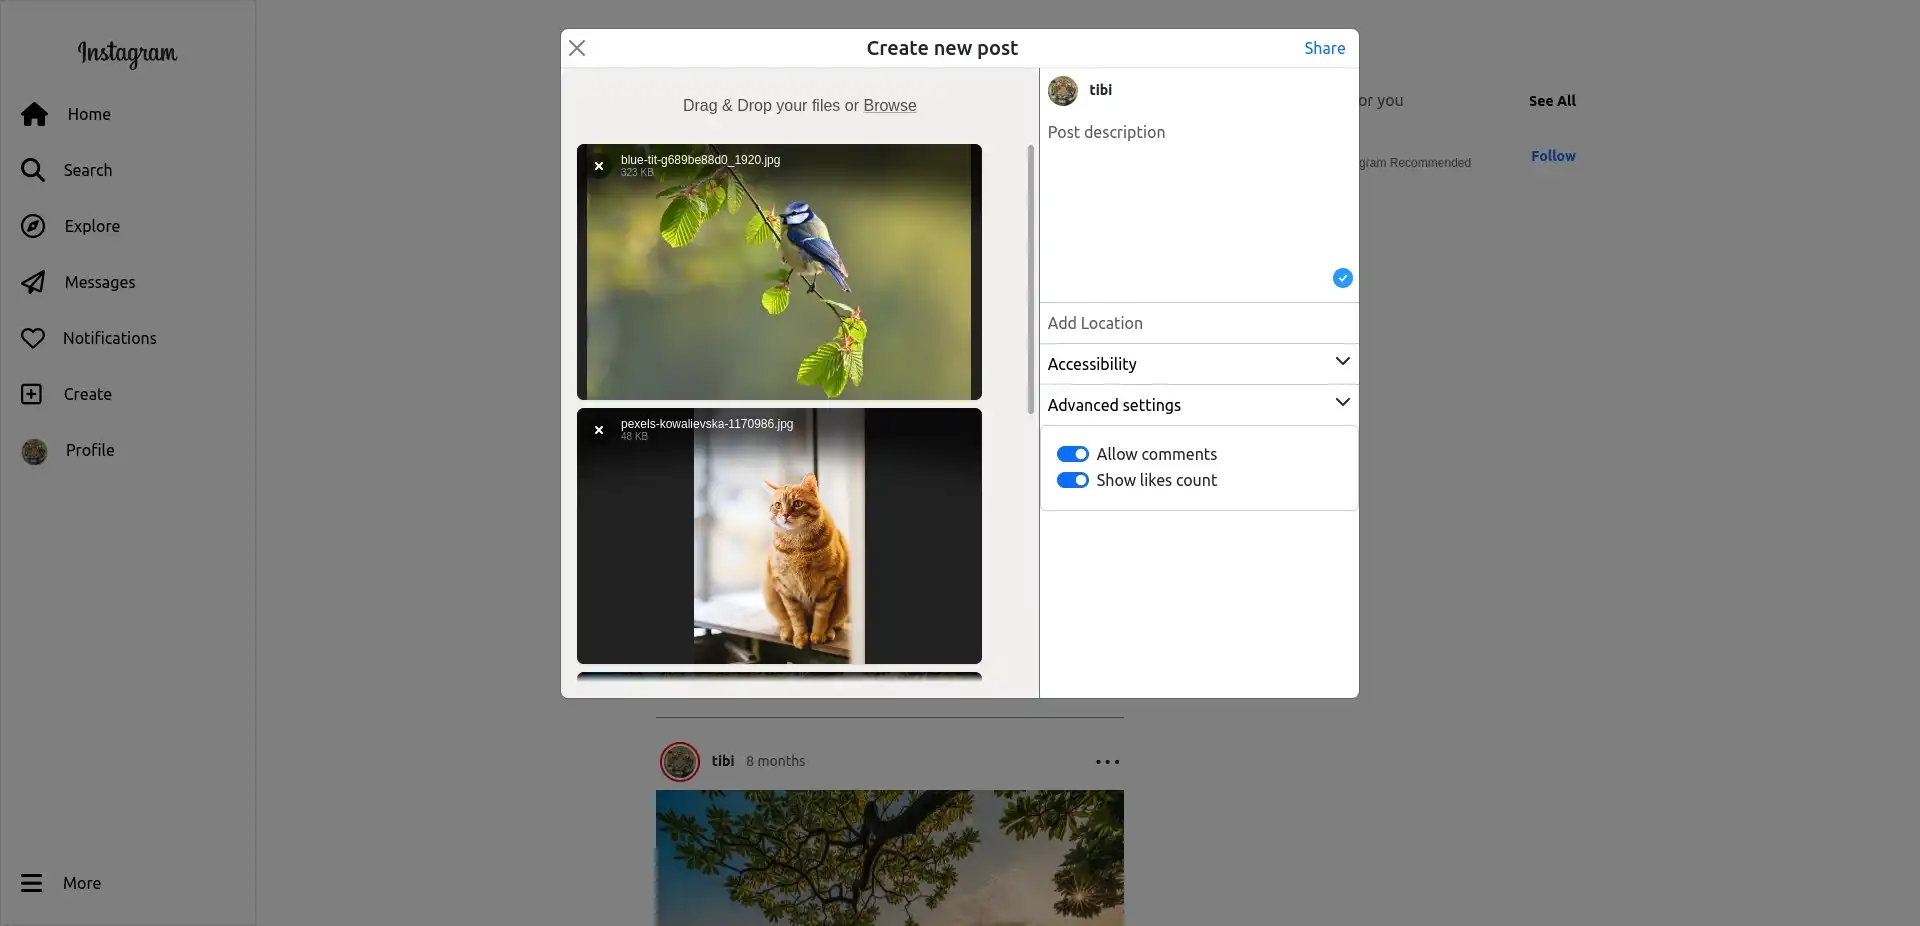 Instagram
Home
Search
Explore
Messages
Notifications
Create
Profile
More
Create new post
Share
Drag & Drop your files or Browse
blue-tit-g689be88d0_1920.jpg
323 KB
pexels-kowalievska-1170986.jpg
48 KB
tibi
Post description
Add Location
Accessibility
Advanced settings
Allow comments
Show likes count
or you
See All
gram Recommended
Follow
tibi 8 months